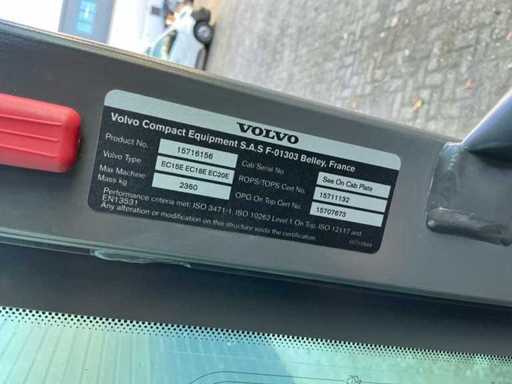 VOLVO
Volvo Compact Equipment S.A.S F-01303 Belley, France
Product No. 15716156 Cab Serial No See On Cab Plate
Volvo Type EC15E EC18E EC20E ROPS/TOPS Cert No. 15711132
Max Machine Mass kg 2360 OPG On Top Cert No. 15707673
Performance criteria met: ISO 3471-1, ISO 10262 Level 1 On Top, ISO 12117 and
EN13531
Any alteration or modification on this structure voids the certification